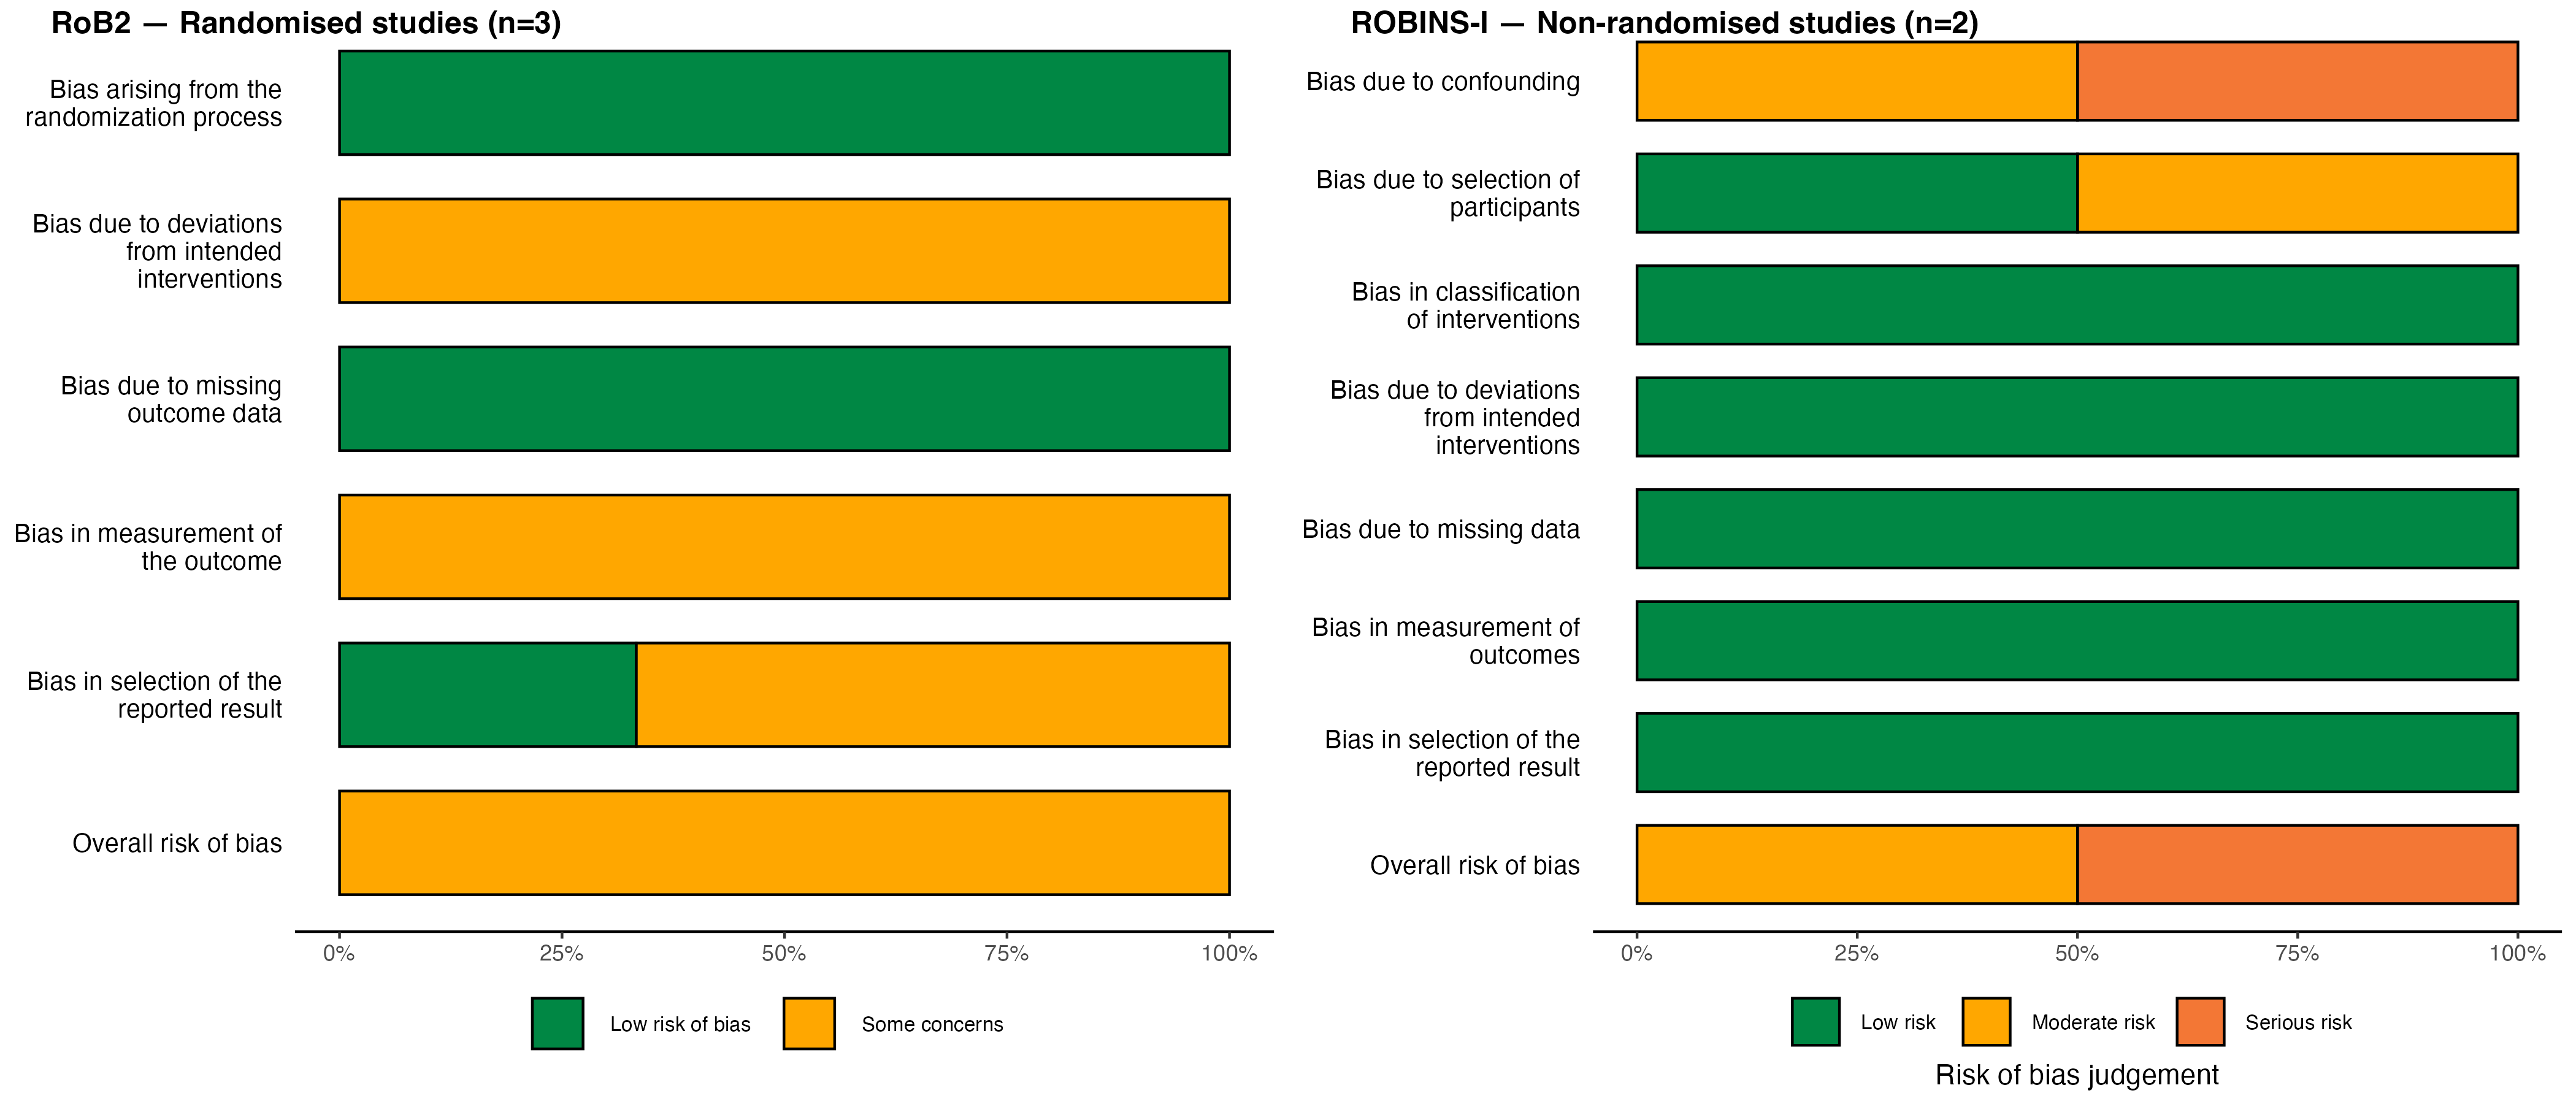 RoB2 — Randomised studies (n=3)
Bias arising from the
randomization process
Bias due to deviations
from intended
interventions
Bias due to missing
outcome data
Bias in measurement of
the outcome
Bias in selection of the
reported result
Overall risk of bias
0% 25% 50% 75% 100%
Low risk of bias Some concerns
ROBINS-I — Non-randomised studies (n=2)
Bias due to confounding
Bias due to selection of
participants
Bias in classification
of interventions
Bias due to deviations
from intended
interventions
Bias due to missing data
Bias in measurement of
outcomes
Bias in selection of the
reported result
Overall risk of bias
0% 25% 50% 75% 100%
Low risk Moderate risk Serious risk
Risk of bias judgement